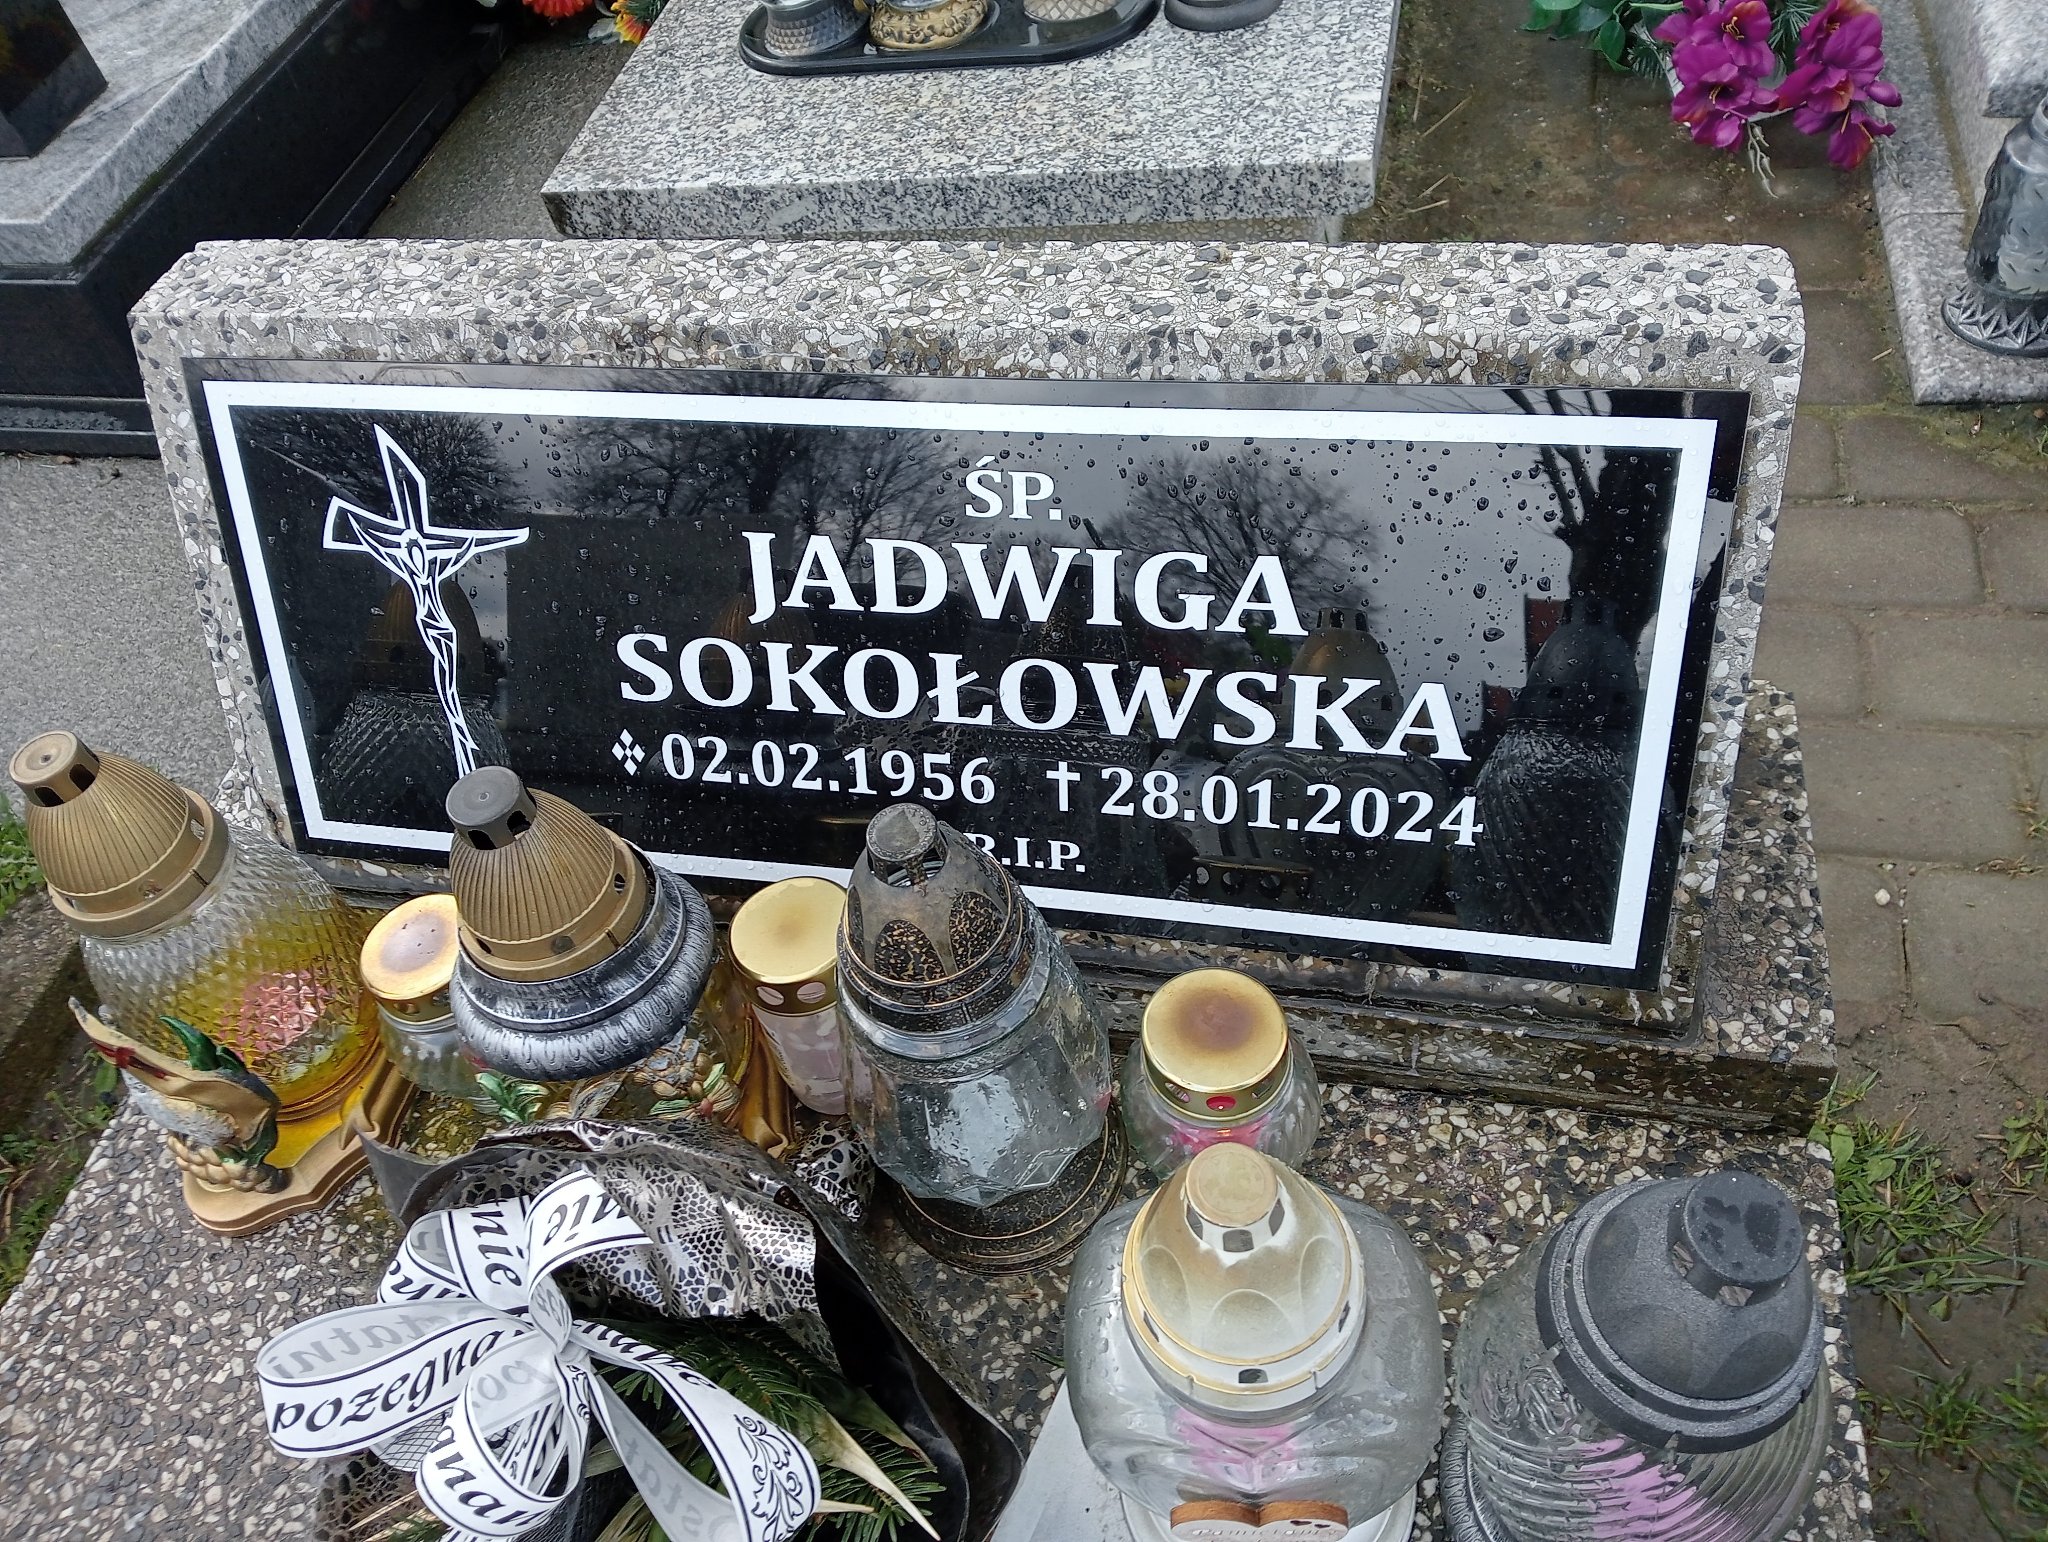 ŚP.
JADWIGA
SOKOŁOWSKA
02.02.1956 † 28.01.2024
R.I.P.